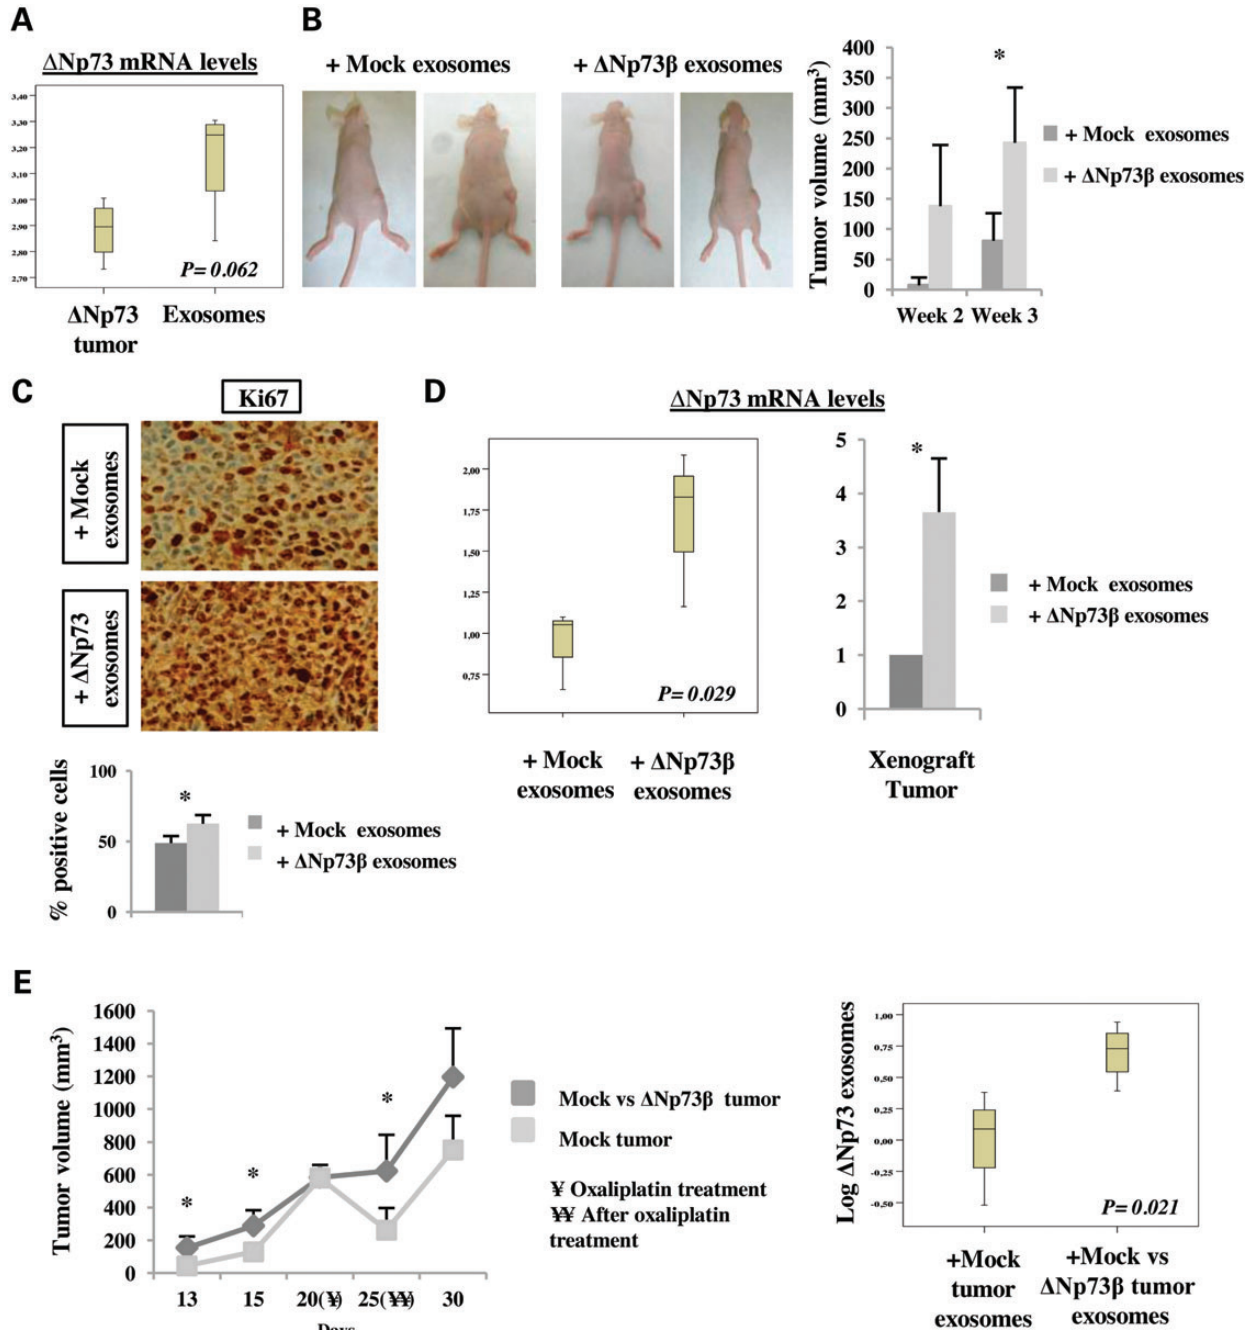 A
ΔNp73 mRNA levels
3,40
3,30
3,20
3,00
2,90
2,80
2,70
P= 0.062
ΔNp73
tumor
Exosomes
B
+ Mock exosomes
+ ΔNp73β exosomes
Tumor volume (mm³)
400
350
300
250
200
150
100
50
0
*
Week 2
Week 3
+ Mock exosomes
+ ΔNp73β exosomes
C
Ki67
+ Mock
exosomes
+ ΔNp73
exosomes
% positive cells
100
50
0
*
+ Mock exosomes
+ ΔNp73β exosomes
D
ΔNp73 mRNA levels
2,00
1,75
1,50
1,25
1,00
0,75
P= 0.029
+ Mock
exosomes
+ ΔNp73β
exosomes
5
4
3
2
1
0
*
Xenograft
Tumor
+ Mock exosomes
+ ΔNp73β exosomes
E
Tumor volume (mm³)
1600
1400
1200
1000
800
600
400
200
0
*
*
*
13
15
20(¥)
25(¥¥)
30
Days
Mock vs ΔNp73β tumor
Mock tumor
¥ Oxaliplatin treatment
¥¥ After oxaliplatin
treatment
Log ΔNp73 exosomes
1,00
0,75
0,50
0,25
0,00
-0,25
-0,50
P= 0.021
+Mock
tumor
exosomes
+Mock vs
ΔNp73β tumor
exosomes